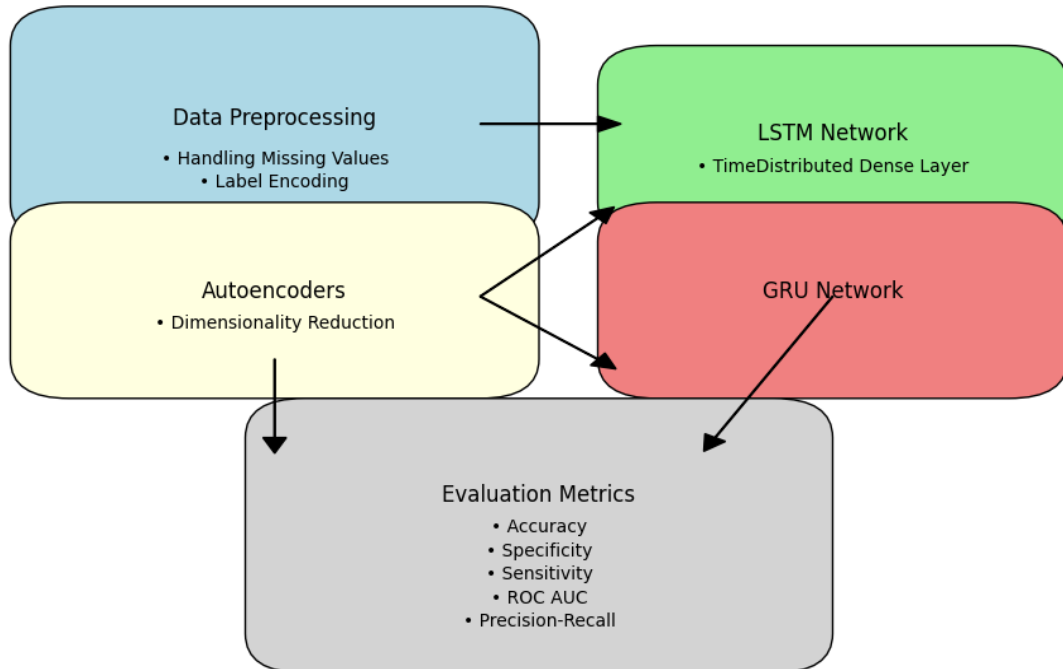 Data Preprocessing
• Handling Missing Values
• Label Encoding
LSTM Network
• TimeDistributed Dense Layer
Autoencoders
• Dimensionality Reduction
GRU Network
Evaluation Metrics
• Accuracy
• Specificity
• Sensitivity
• ROC AUC
• Precision-Recall